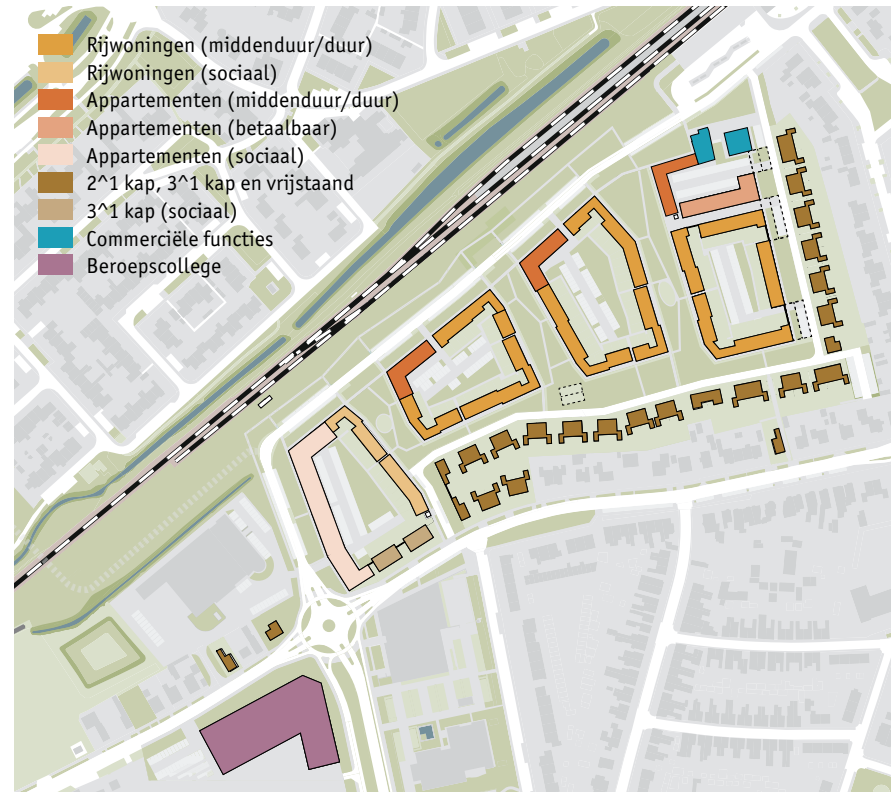 Rijwoningen (middenduur/duur)
Rijwoningen (sociaal)
Appartementen (middenduur/duur)
Appartementen (betaalbaar)
Appartementen (sociaal)
2^1 kap, 3^1 kap en vrijstaand
3^1 kap (sociaal)
Commerciële functies
Beroepscollege